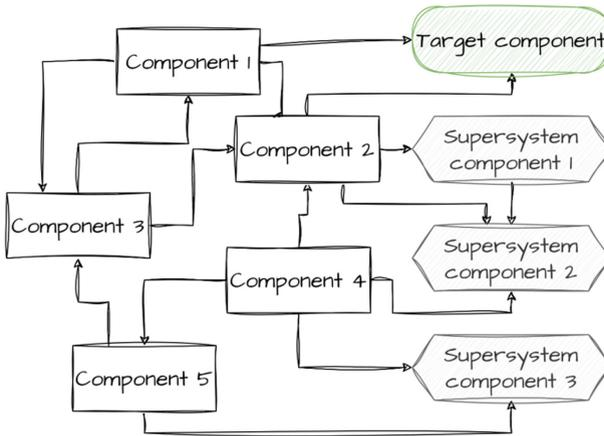 Component 1
Target component
Component 2
Supersystem
component 1
Component 3
Supersystem
component 2
Component 4
Component 5
Supersystem
component 3